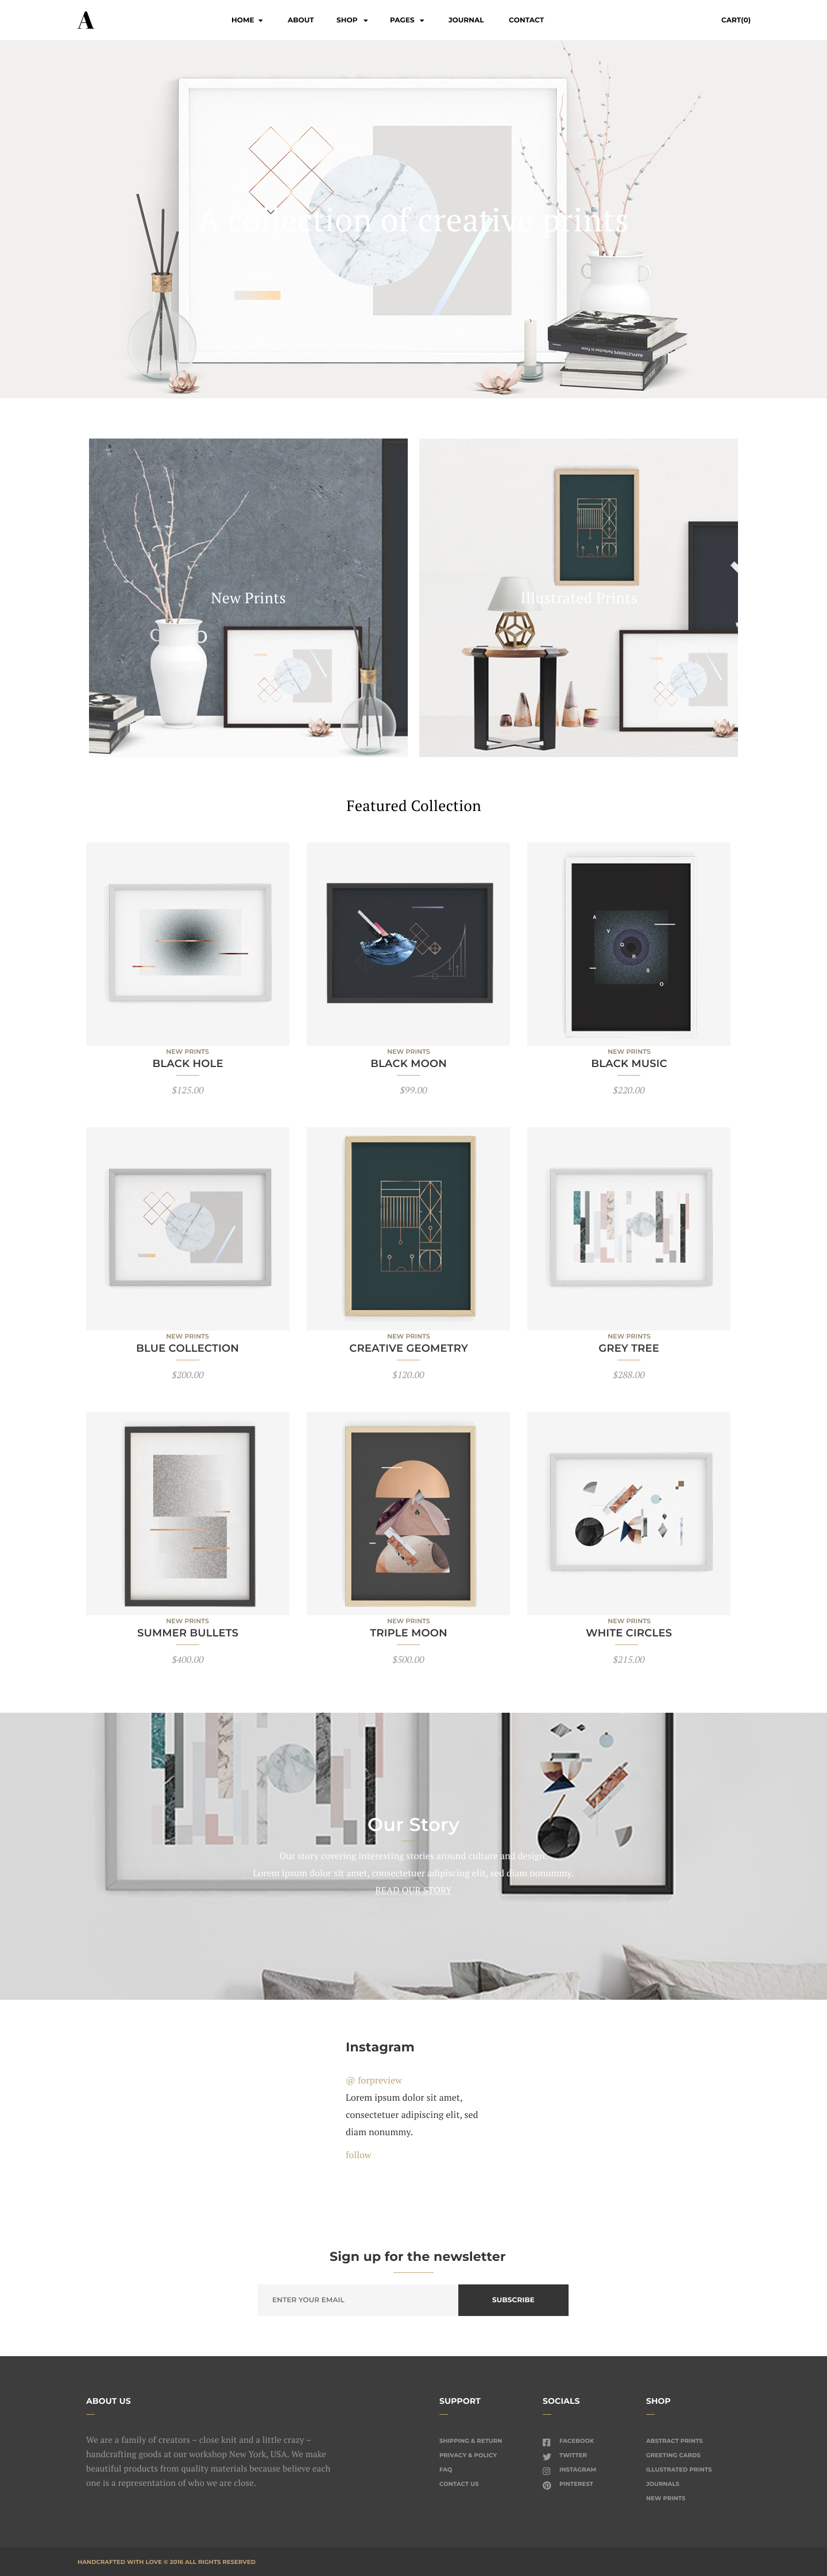 A
HOME ABOUT SHOP PAGES JOURNAL CONTACT CART(0)
A collection of creative prints
New Prints
Illustrated Prints
Featured Collection
NEW PRINTS
BLACK HOLE
$125.00
NEW PRINTS
BLACK MOON
$99.00
A
V
Q
R
S
O
NEW PRINTS
BLACK MUSIC
$220.00
NEW PRINTS
BLUE COLLECTION
$200.00
NEW PRINTS
CREATIVE GEOMETRY
$120.00
NEW PRINTS
GREY TREE
$288.00
NEW PRINTS
SUMMER BULLETS
$400.00
NEW PRINTS
TRIPLE MOON
$500.00
NEW PRINTS
WHITE CIRCLES
$215.00
Our Story
Our story covering interesting stories around culture and design.
Lorem ipsum dolor sit amet, consectetuer adipiscing elit, sed diam nonummy.
READ OUR STORY
Instagram
@ forpreview
Lorem ipsum dolor sit amet,
consectetuer adipiscing elit, sed
diam nonummy.
follow
Sign up for the newsletter
ENTER YOUR EMAIL
SUBSCRIBE
ABOUT US
We are a family of creators – close knit and a little crazy –
handcrafting goods at our workshop New York, USA. We make
beautiful products from quality materials because believe each
one is a representation of who we are close.
SUPPORT
SHIPPING & RETURN
PRIVACY & POLICY
FAQ
CONTACT US
SOCIALS
FACEBOOK
TWITTER
INSTAGRAM
PINTEREST
SHOP
ABSTRACT PRINTS
GREETING CARDS
ILLUSTRATED PRINTS
JOURNALS
NEW PRINTS
HANDCRAFTED WITH LOVE © 2016 ALL RIGHTS RESERVED